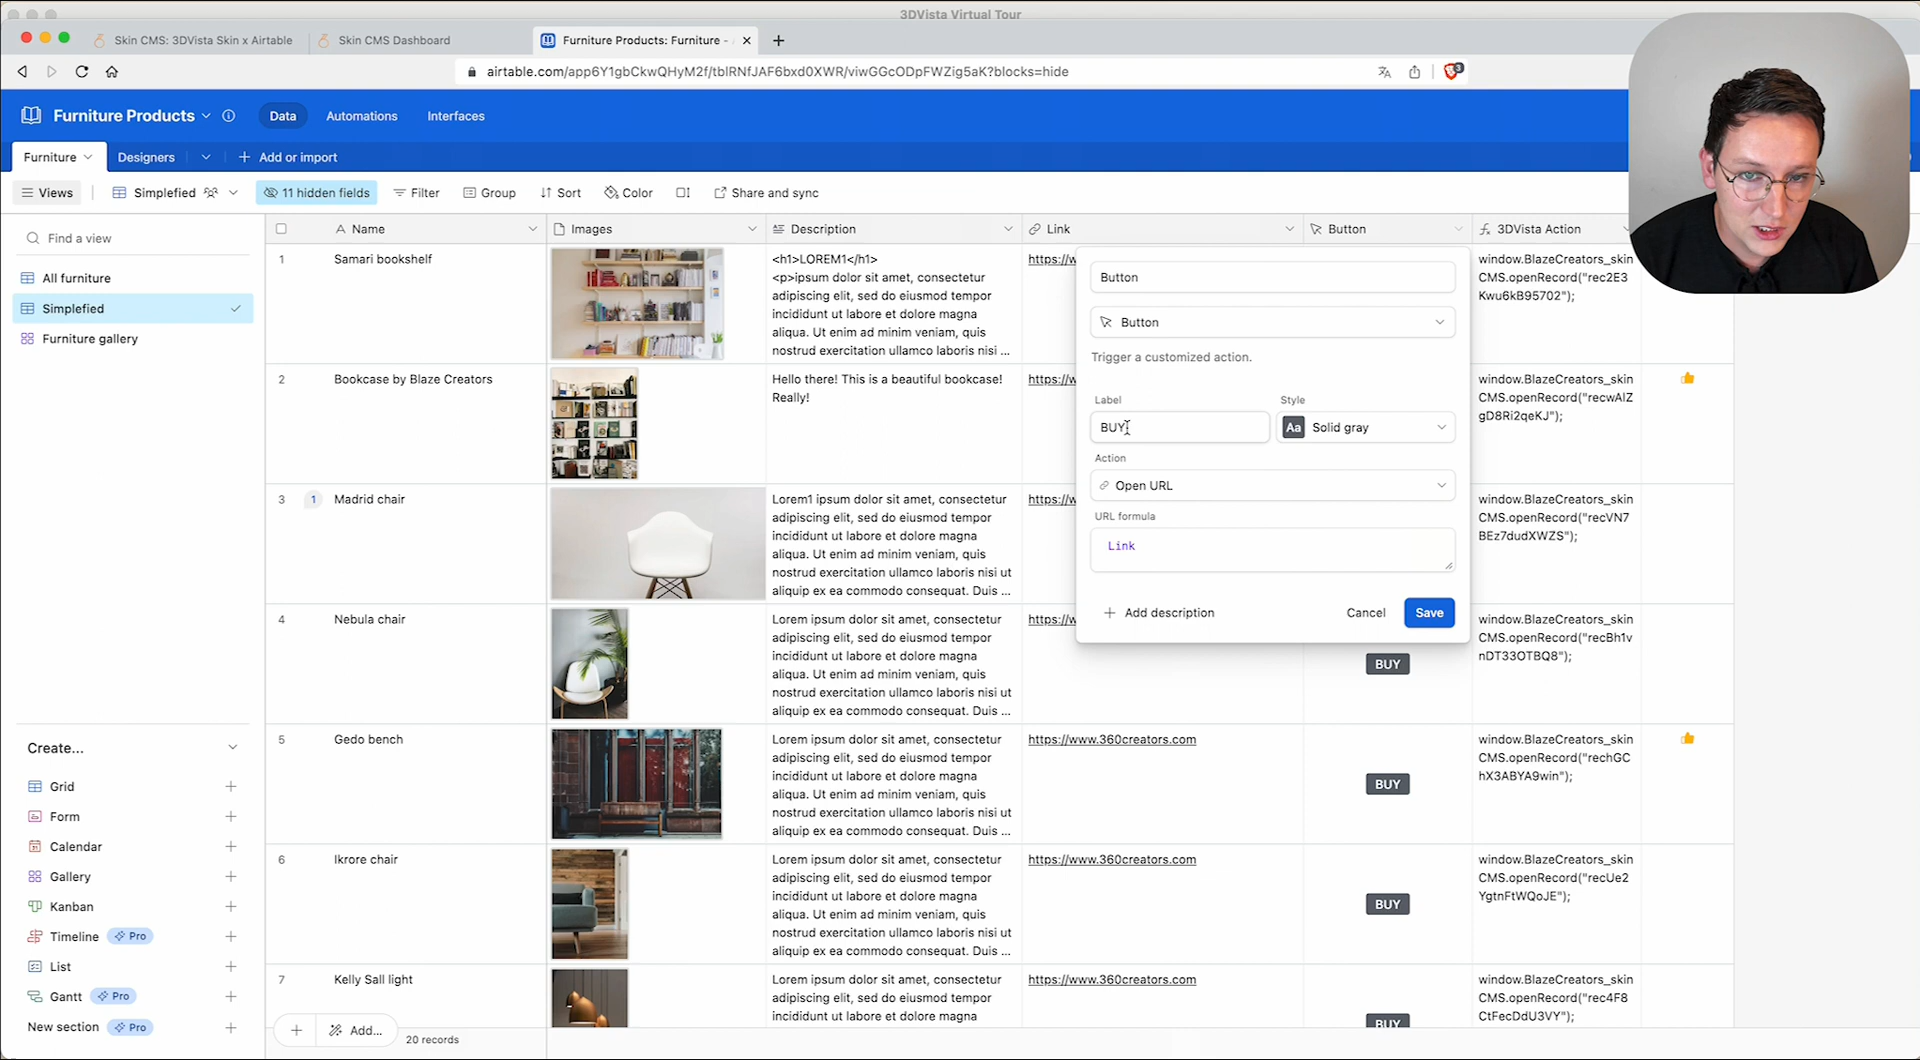 3DVista Virtual Tour
Skin CMS: 3DVista Skin x Airtable
Skin CMS Dashboard
Furniture Products: Furniture -
airtable.com/app6Y1gbCkwQHyM2f/tblRNfJAF6bxd0XWR/viwGGcODpFWZig5aK?blocks=hide
3
Furniture Products
Data
Automations
Interfaces
Furniture
Designers
Add or import
Views
Simplefied
11 hidden fields
Filter
Group
Sort
Color
Share and sync
Find a view
All furniture
Simplefied
Furniture gallery
Create...
Grid
Form
Calendar
Gallery
Kanban
Timeline Pro
List
Gantt Pro
New section Pro
Name
Images
Description
Link
Button
3DVista Action
1
Samari bookshelf
<h1>LOREM1</h1>
<p>ipsum dolor sit amet, consectetur
adipiscing elit, sed do eiusmod tempor
incididunt ut labore et dolore magna
aliqua. Ut enim ad minim veniam, quis
nostrud exercitation ullamco laboris nisi ...
https://w
window.BlazeCreators_skin
CMS.openRecord("rec2E3
Kwu6kB95702");
2
Bookcase by Blaze Creators
Hello there! This is a beautiful bookcase!
Really!
https://w
window.BlazeCreators_skin
CMS.openRecord("recwAlZ
gD8Ri2qeKJ");
3
1
Madrid chair
Lorem1 ipsum dolor sit amet, consectetur
adipiscing elit, sed do eiusmod tempor
incididunt ut labore et dolore magna
aliqua. Ut enim ad minim veniam, quis
nostrud exercitation ullamco laboris nisi ut
aliquip ex ea commodo consequat. Duis ...
https://w
window.BlazeCreators_skin
CMS.openRecord("recVN7
BEz7dudXWZS");
4
Nebula chair
Lorem ipsum dolor sit amet, consectetur
adipiscing elit, sed do eiusmod tempor
incididunt ut labore et dolore magna
aliqua. Ut enim ad minim veniam, quis
nostrud exercitation ullamco laboris nisi ut
aliquip ex ea commodo consequat. Duis ...
https://w
BUY
window.BlazeCreators_skin
CMS.openRecord("recBh1v
nDT33OTBQ8");
5
Gedo bench
Lorem ipsum dolor sit amet, consectetur
adipiscing elit, sed do eiusmod tempor
incididunt ut labore et dolore magna
aliqua. Ut enim ad minim veniam, quis
nostrud exercitation ullamco laboris nisi ut
aliquip ex ea commodo consequat. Duis ...
https://www.360creators.com
BUY
window.BlazeCreators_skin
CMS.openRecord("rechGC
hX3ABYA9win");
6
Ikrore chair
Lorem ipsum dolor sit amet, consectetur
adipiscing elit, sed do eiusmod tempor
incididunt ut labore et dolore magna
aliqua. Ut enim ad minim veniam, quis
nostrud exercitation ullamco laboris nisi ut
aliquip ex ea commodo consequat. Duis ...
https://www.360creators.com
BUY
window.BlazeCreators_skin
CMS.openRecord("recUe2
YgtnFtWQoJE");
7
Kelly Sall light
Lorem ipsum dolor sit amet, consectetur
adipiscing elit, sed do eiusmod tempor
incididunt ut labore et dolore magna
https://www.360creators.com
BUY
window.BlazeCreators_skin
CMS.openRecord("rec4F8
CtFecDdU3VY");
Add...
20 records
Button
Button
Trigger a customized action.
Label
Style
BUY
Aa Solid gray
Action
Open URL
URL formula
Link
Add description
Cancel
Save